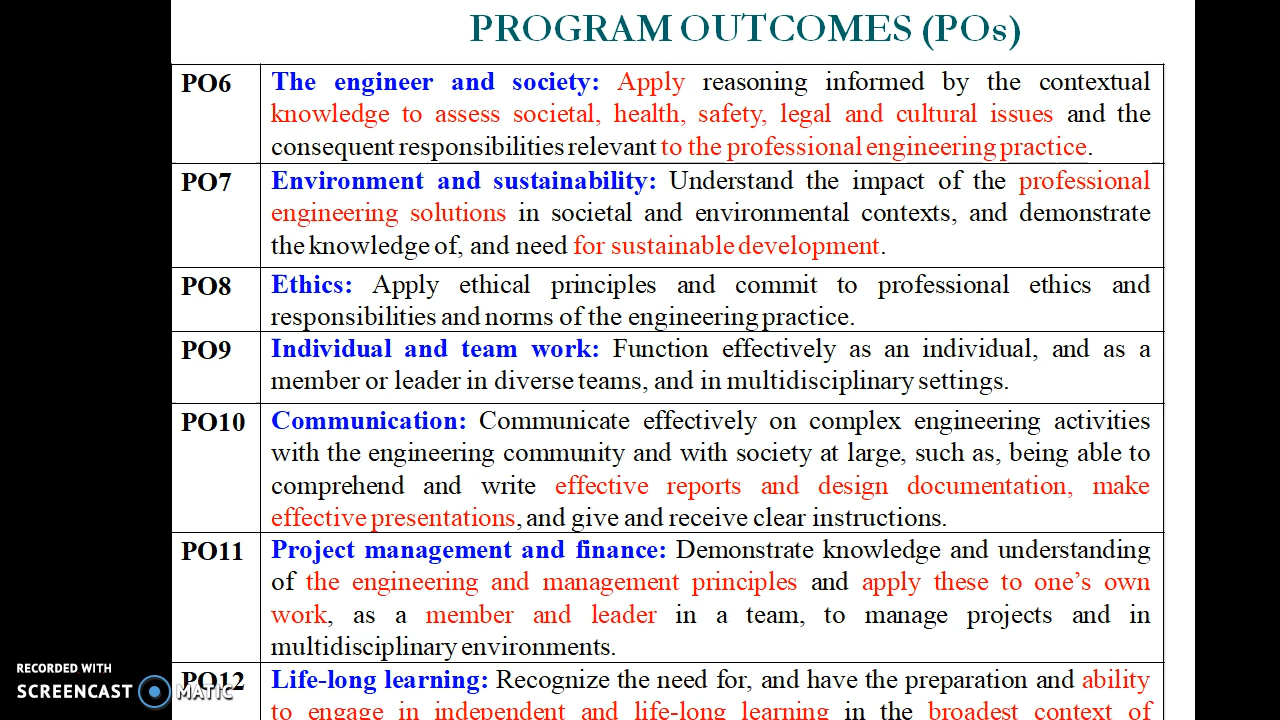 PROGRAM OUTCOMES (POs)
PO6
The engineer and society: Apply reasoning informed by the contextual
knowledge to assess societal, health, safety, legal and cultural issues and the
consequent responsibilities relevant to the professional engineering practice.
PO7
Environment and sustainability: Understand the impact of the professional
engineering solutions in societal and environmental contexts, and demonstrate
the knowledge of, and need for sustainable development.
PO8
Ethics: Apply ethical principles and commit to professional ethics and
responsibilities and norms of the engineering practice.
PO9
Individual and team work: Function effectively as an individual, and as a
member or leader in diverse teams, and in multidisciplinary settings.
PO10
Communication: Communicate effectively on complex engineering activities
with the engineering community and with society at large, such as, being able to
comprehend and write effective reports and design documentation, make
effective presentations, and give and receive clear instructions.
PO11
Project management and finance: Demonstrate knowledge and understanding
of the engineering and management principles and apply these to one’s own
work, as a member and leader in a team, to manage projects and in
multidisciplinary environments.
PO12
Life-long learning: Recognize the need for, and have the preparation and ability
to engage in independent and life-long learning in the broadest context of
RECORDED WITH
SCREENCAST MATIC